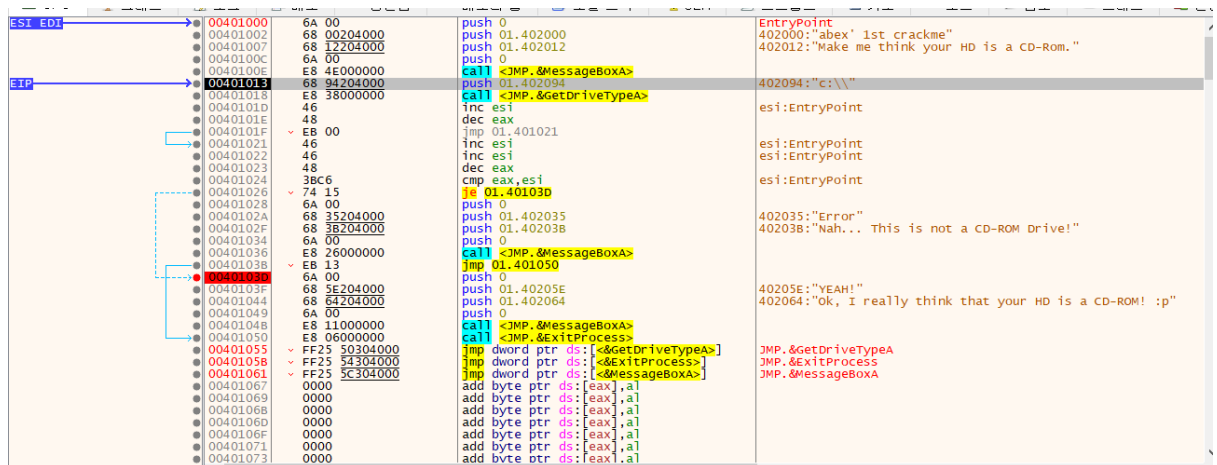 ESI EDI 00401000 6A 00 push 0 EntryPoint
00401002 68 00204000 push 01.402000 402000:"abex' 1st crackme"
00401007 68 12204000 push 01.402012 402012:"Make me think your HD is a CD-Rom."
0040100C 6A 00 push 0
0040100E E8 4E000000 call <JMP.&MessageBoxA>
EIP 00401013 68 94204000 push 01.402094 402094:"c:\\"
00401018 E8 38000000 call <JMP.&GetDriveTypeA>
0040101D 46 inc esi esi:EntryPoint
0040101E 48 dec eax
0040101F EB 00 jmp 01.401021
00401021 46 inc esi esi:EntryPoint
00401022 46 inc esi esi:EntryPoint
00401023 48 dec eax
00401024 3BC6 cmp eax,esi esi:EntryPoint
00401026 74 15 je 01.40103D
00401028 6A 00 push 0
0040102A 68 35204000 push 01.402035 402035:"Error"
0040102F 68 3B204000 push 01.40203B 40203B:"Nah... This is not a CD-ROM Drive!"
00401034 6A 00 push 0
00401036 E8 26000000 call <JMP.&MessageBoxA>
0040103B EB 13 jmp 01.401050
0040103D 6A 00 push 0
0040103F 68 5E204000 push 01.40205E 40205E:"YEAH!"
00401044 68 64204000 push 01.402064 402064:"Ok, I really think that your HD is a CD-ROM! :p"
00401049 6A 00 push 0
0040104B E8 11000000 call <JMP.&MessageBoxA>
00401050 E8 06000000 call <JMP.&ExitProcess>
00401055 FF25 50304000 jmp dword ptr ds:[<&GetDriveTypeA>] JMP.&GetDriveTypeA
0040105B FF25 54304000 jmp dword ptr ds:[<&ExitProcess>] JMP.&ExitProcess
00401061 FF25 5C304000 jmp dword ptr ds:[<&MessageBoxA>] JMP.&MessageBoxA
00401067 0000 add byte ptr ds:[eax],al
00401069 0000 add byte ptr ds:[eax],al
0040106B 0000 add byte ptr ds:[eax],al
0040106D 0000 add byte ptr ds:[eax],al
0040106F 0000 add byte ptr ds:[eax],al
00401071 0000 add byte ptr ds:[eax],al
00401073 0000 add byte ptr ds:[eax],al